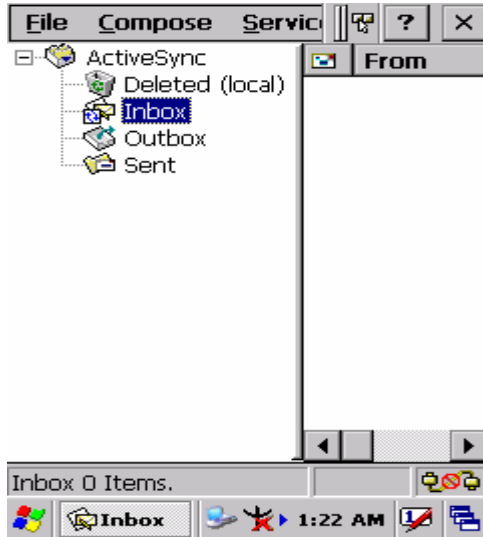 File Compose Servic ?
ActiveSync
From
Deleted (local)
Inbox
Outbox
Sent
Inbox 0 Items.
Inbox 1:22 AM